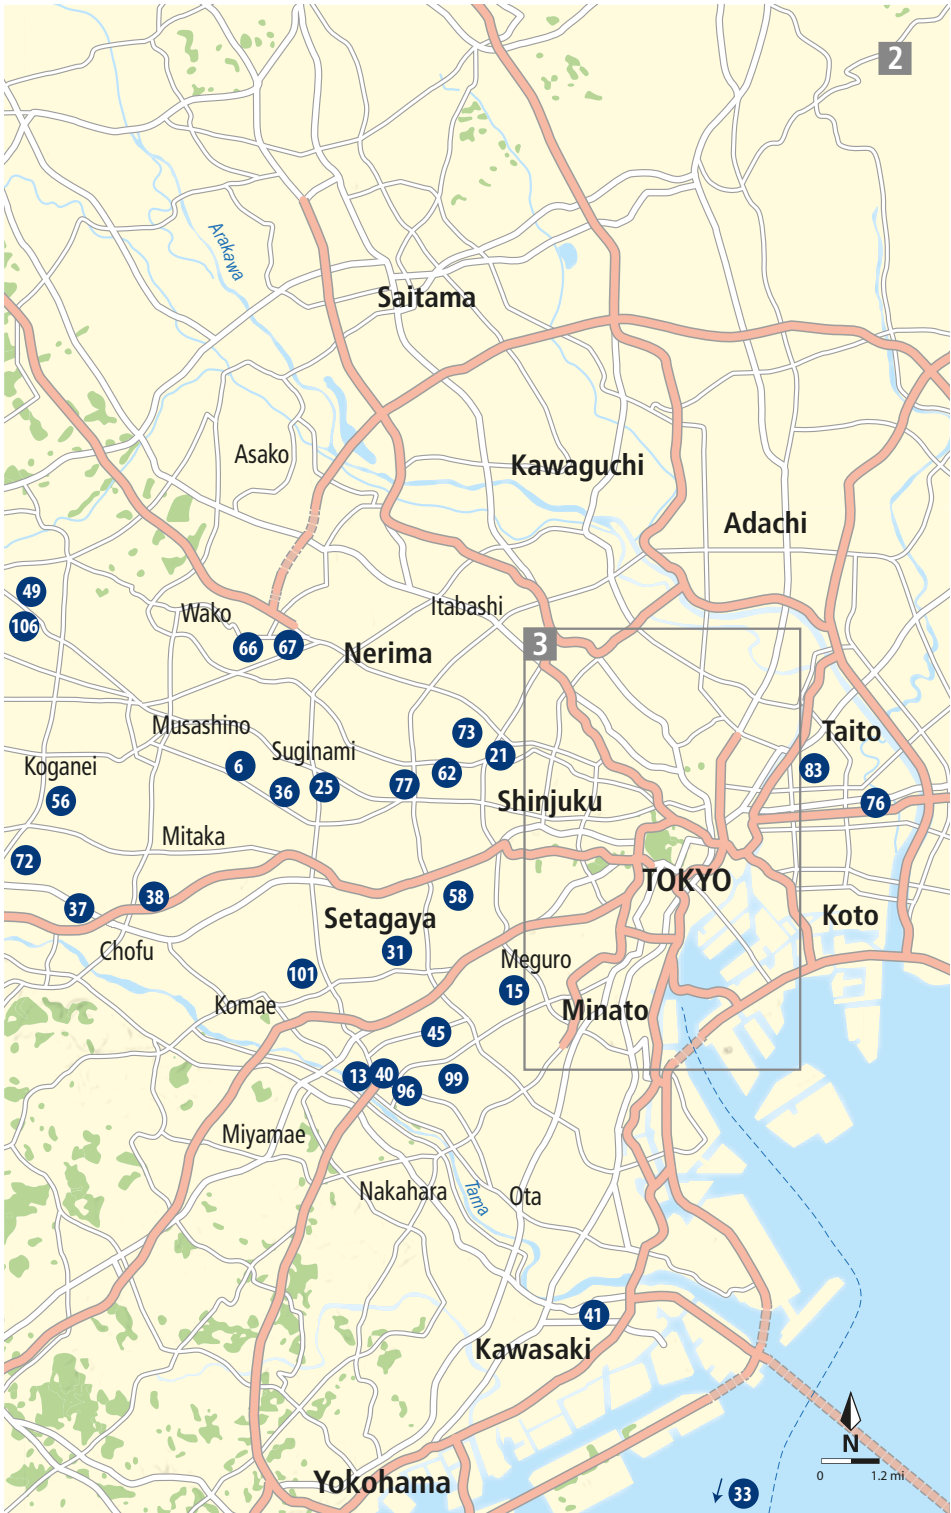 2
Arakawa
Saitama
Asako
Kawaguchi
Adachi
49
106
Wako
Itabashi
66
67
Nerima
3
Musashino
73
Taito
Suginami
21
Koganei
6
62
83
56
36
25
77
Shinjuku
76
Mitaka
72
TOKYO
38
58
37
Setagaya
Koto
Chofu
31
Meguro
101
15
Komae
Minato
45
13
40
96
99
Miyamae
Nakahara
Tama
Ota
41
Kawasaki
N
0 1.2 mi
Yokohama
33